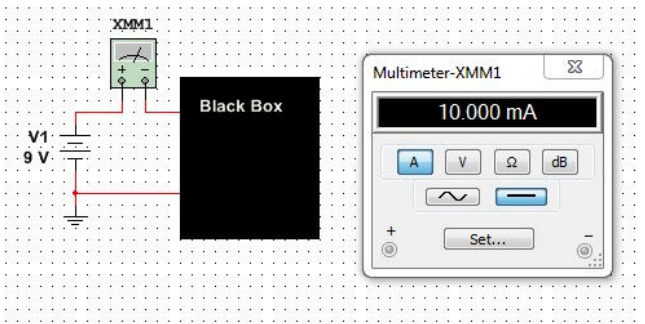 XMM1
+ −
Black Box
V1
9 V
Multimeter-XMM1
10.000 mA
A V Ω dB
+ Set... −